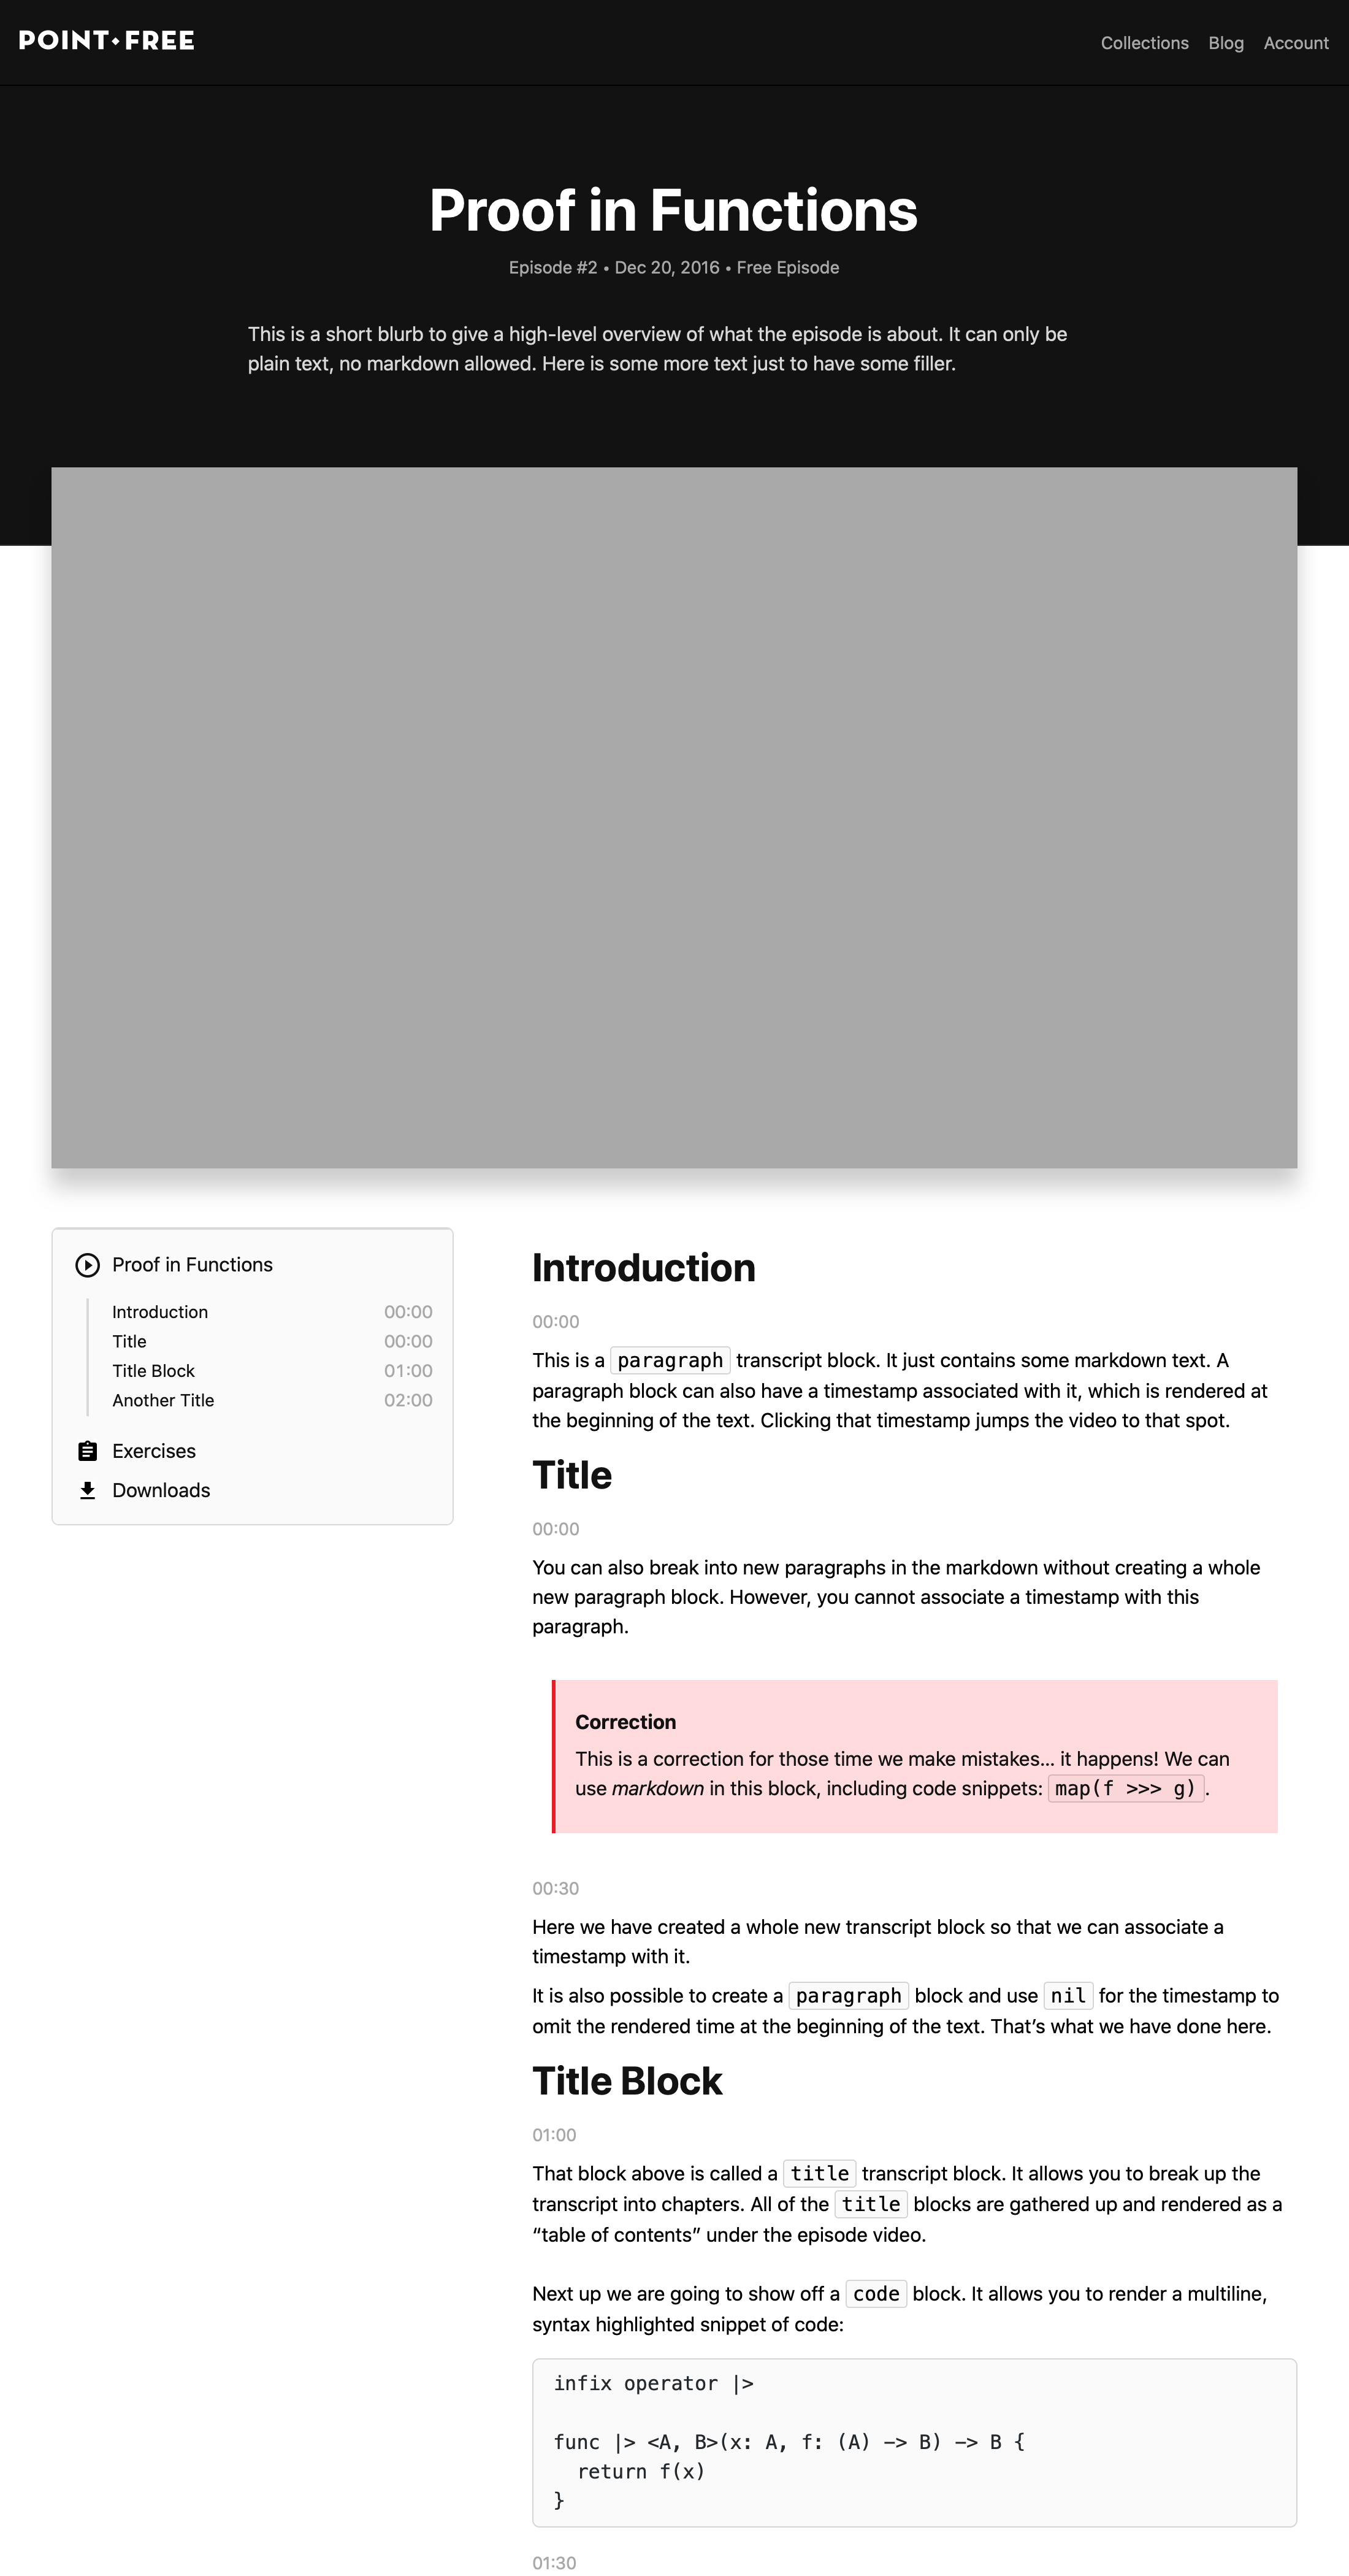 POINT⬥FREE
Collections Blog Account
Proof in Functions
Episode #2 • Dec 20, 2016 • Free Episode
This is a short blurb to give a high-level overview of what the episode is about. It can only be
plain text, no markdown allowed. Here is some more text just to have some filler.
Proof in Functions
Introduction 00:00
Title 00:00
Title Block 01:00
Another Title 02:00
Exercises
Downloads
Introduction
00:00
This is a paragraph transcript block. It just contains some markdown text. A
paragraph block can also have a timestamp associated with it, which is rendered at
the beginning of the text. Clicking that timestamp jumps the video to that spot.
Title
00:00
You can also break into new paragraphs in the markdown without creating a whole
new paragraph block. However, you cannot associate a timestamp with this
paragraph.
Correction
This is a correction for those time we make mistakes… it happens! We can
use markdown in this block, including code snippets: map(f >>> g).
00:30
Here we have created a whole new transcript block so that we can associate a
timestamp with it.
It is also possible to create a paragraph block and use nil for the timestamp to
omit the rendered time at the beginning of the text. That’s what we have done here.
Title Block
01:00
That block above is called a title transcript block. It allows you to break up the
transcript into chapters. All of the title blocks are gathered up and rendered as a
“table of contents” under the episode video.
Next up we are going to show off a code block. It allows you to render a multiline,
syntax highlighted snippet of code:
infix operator |>
func |> <A, B>(x: A, f: (A) -> B) -> B {
  return f(x)
}
01:30